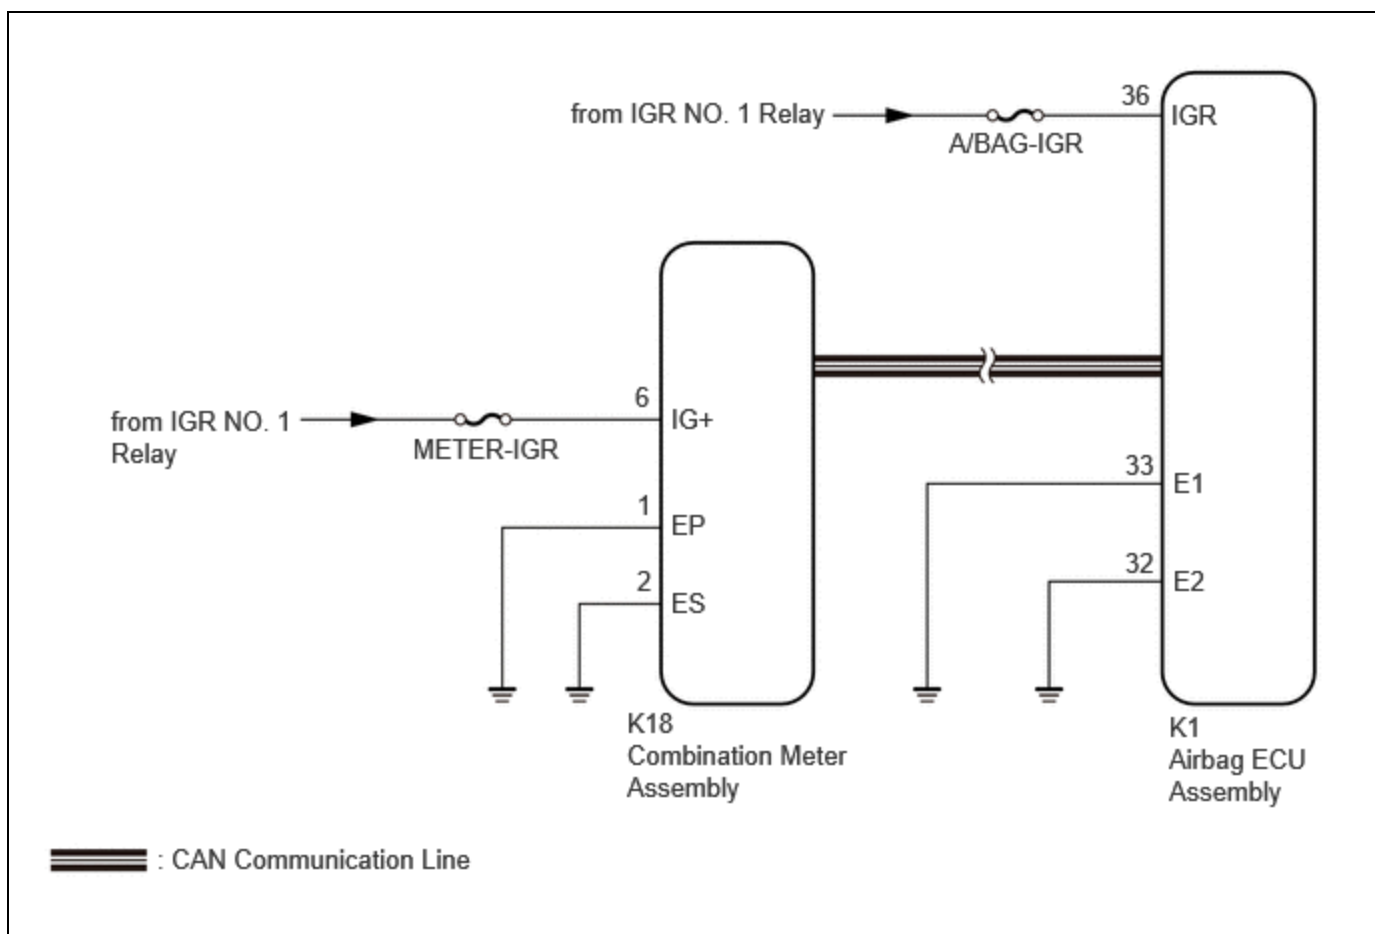 from IGR NO. 1 Relay
36
IGR
A/BAG-IGR
from IGR NO. 1
Relay
METER-IGR
6
IG+
1
EP
2
ES
33
E1
32
E2
K18
Combination Meter
Assembly
K1
Airbag ECU
Assembly
: CAN Communication Line